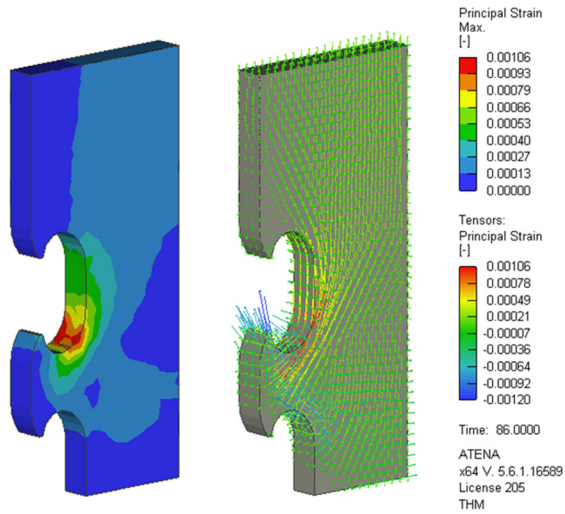 Principal Strain
Max.
[-]
0.00106
0.00093
0.00079
0.00066
0.00053
0.00040
0.00027
0.00013
0.00000
Tensors:
Principal Strain
[-]
0.00106
0.00078
0.00049
0.00021
-0.00007
-0.00036
-0.00064
-0.00092
-0.00120
Time: 86.0000
ATENA
x64 V. 5.6.1.16589
License 205
THM